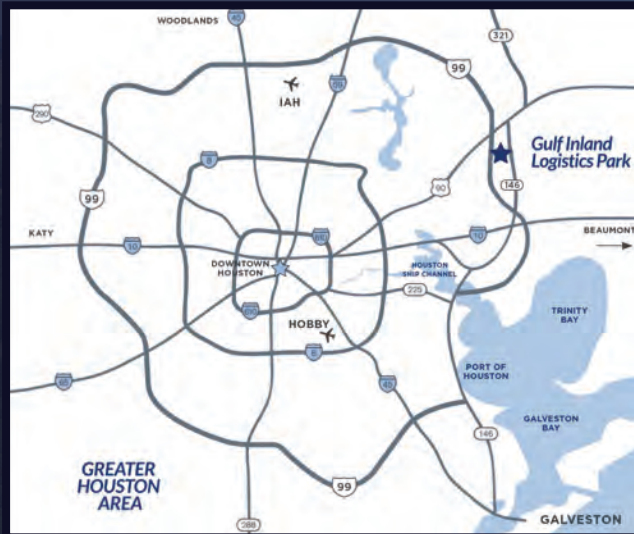 WOODLANDS
45
321
99
69
IAH
290
Gulf Inland
Logistics Park
8
90
146
99
610
KATY
10
10
BEAUMONT
DOWNTOWN
HOUSTON
HOUSTON
SHIP CHANNEL
225
610
HOBBY
TRINITY
BAY
8
PORT OF
HOUSTON
45
GALVESTON
BAY
146
GREATER
HOUSTON
AREA
99
288
GALVESTON